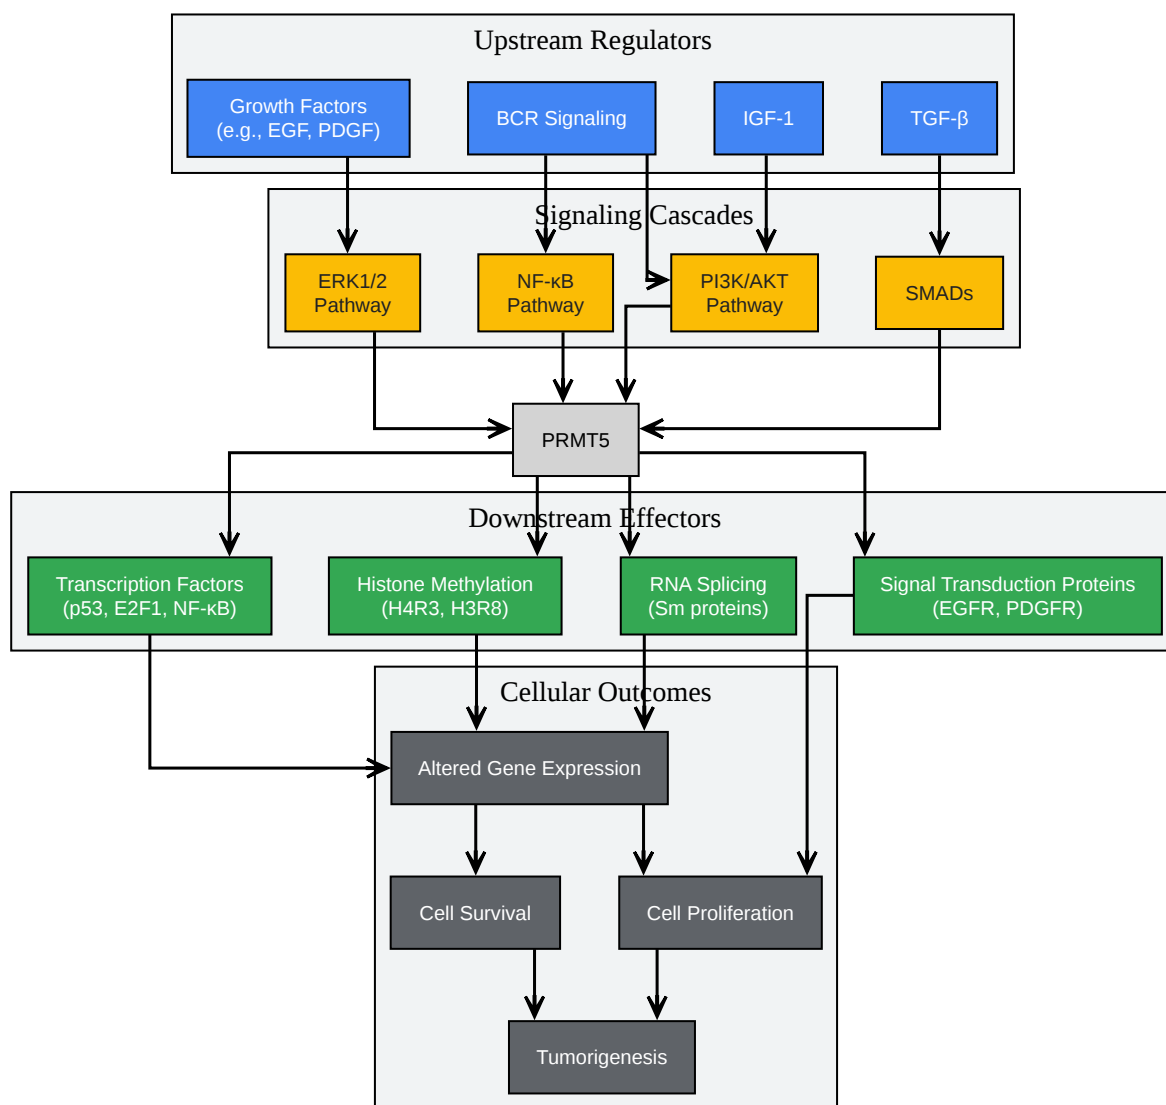 Upstream Regulators
Growth Factors
(e.g., EGF, PDGF)
BCR Signaling
IGF-1
TGF-β
Signaling Cascades
ERK1/2
Pathway
NF-κB
Pathway
PI3K/AKT
Pathway
SMADs
PRMT5
Downstream Effectors
Transcription Factors
(p53, E2F1, NF-κB)
Histone Methylation
(H4R3, H3R8)
RNA Splicing
(Sm proteins)
Signal Transduction Proteins
(EGFR, PDGFR)
Cellular Outcomes
Altered Gene Expression
Cell Survival
Cell Proliferation
Tumorigenesis